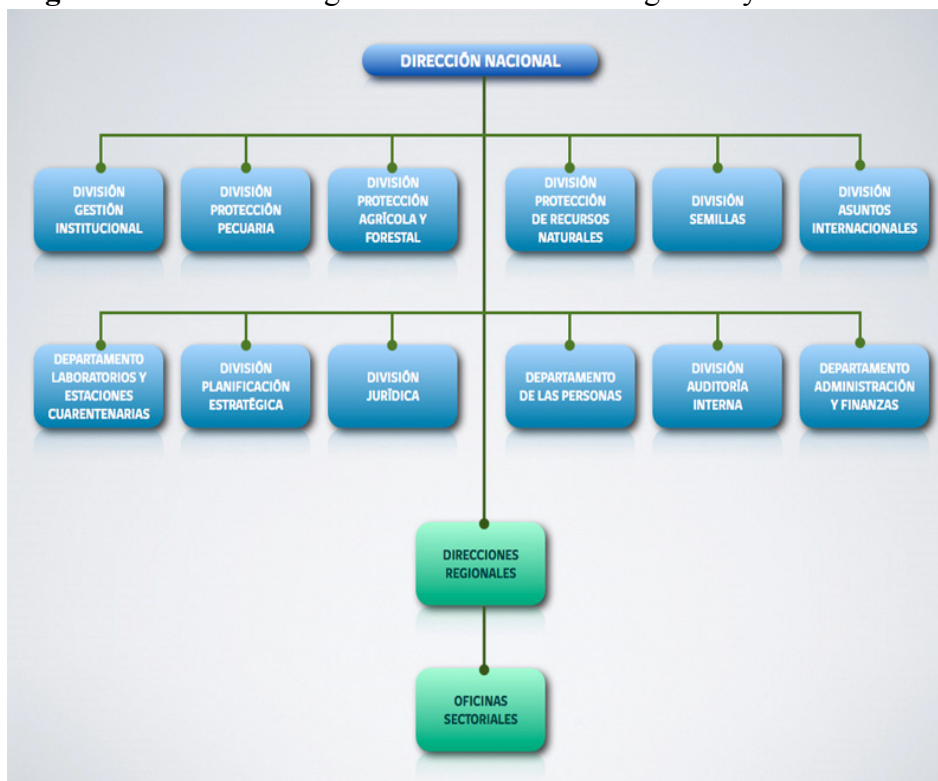 DIRECCIÓN NACIONAL
DIVISIÓN
GESTIÓN
INSTITUCIONAL
DIVISIÓN
PROTECCIÓN
PECUARIA
DIVISIÓN
PROTECCIÓN
AGRÍCOLA Y
FORESTAL
DIVISIÓN
PROTECCIÓN
DE RECURSOS
NATURALES
DIVISIÓN
SEMILLAS
DIVISIÓN
ASUNTOS
INTERNACIONALES
DEPARTAMENTO
LABORATORIOS Y
ESTACIONES
CUARENTENARIAS
DIVISIÓN
PLANIFICACIÓN
ESTRATÉGICA
DIVISIÓN
JURÍDICA
DEPARTAMENTO
DE LAS PERSONAS
DIVISIÓN
AUDITORÍA
INTERNA
DEPARTAMENTO
ADMINISTRACIÓN
Y FINANZAS
DIRECCIONES
REGIONALES
OFICINAS
SECTORIALES